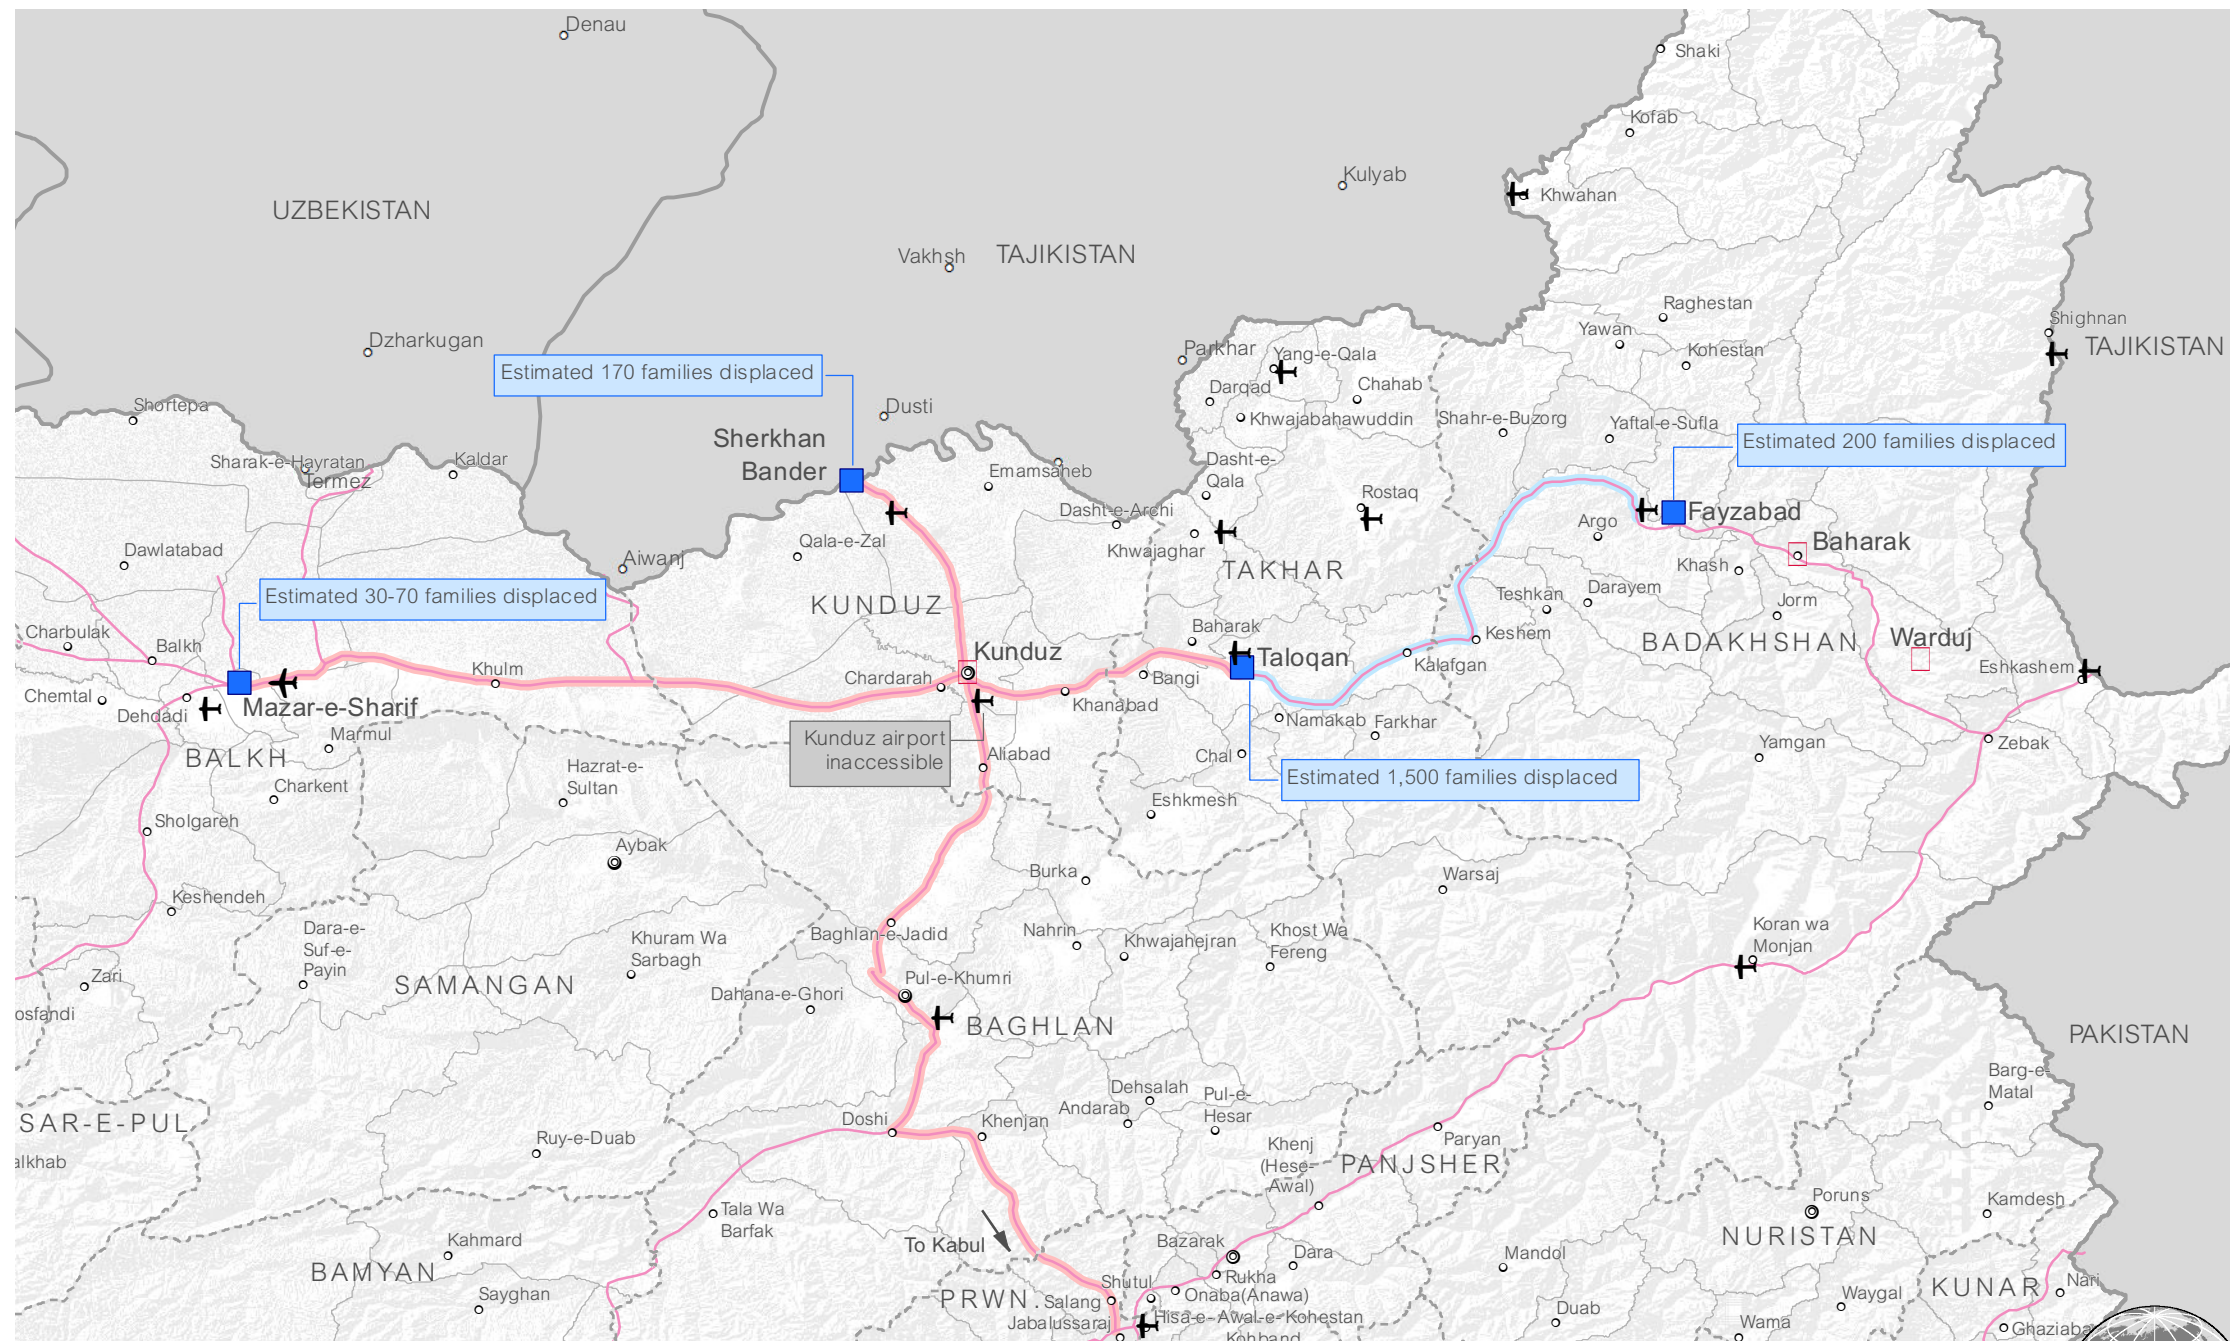 Denau
Shaki
Kofab
Kulyab
Khwahan
UZBEKISTAN
TAJIKISTAN
Vakhsh
Raghestan
Shighnan
Yawan
Dzharkugan
TAJIKISTAN
Parkhar
Yang-e-Qala
Kohestan
Estimated 170 families displaced
Darqad
Chahab
Shortepa
Dusti
Khwajabahawuddin
Shahr-e-Buzorg
Yaftal-e-Sufla
Sherkhan
Bander
Estimated 200 families displaced
Sharak-e-Hayratan
Termez
Kaldar
Emamsaheb
Dasht-e-
Qala
Rostaq
Dasht-e-Archi
Fayzabad
Argo
Baharak
Dawlatabad
Aiwanj
Qala-e-Zal
Khwajaghar
TAKHAR
Khash
Estimated 30-70 families displaced
KUNDUZ
Teshkan
Darayem
Jorm
Charbulak
Balkh
Baharak
Keshem
BADAKHSHAN
Warduj
Kunduz
Taloqan
Kalafgan
Eshkashem
Khulm
Chardarah
Bangi
Chemtal
Dehdadi
Mazar-e-Sharif
Khanabad
Namakab
Farkhar
Marmul
Kunduz airport
inaccessible
Aliabad
Chal
Yamgan
Zebak
BALKH
Hazrat-e-
Sultan
Estimated 1,500 families displaced
Charkent
Eshkmesh
Sholgareh
Aybak
Burka
Warsaj
Keshendeh
Dara-e-
Suf-e-
Payin
Khuram Wa
Sarbagh
Baghlan-e-Jadid
Nahrin
Khwajahejran
Khost Wa
Fereng
Koran wa
Monjan
Zari
SAMANGAN
Dahana-e-Ghori
Pul-e-Khumri
osfandi
BAGHLAN
PAKISTAN
Barg-e-
Matal
Dehsalah
Pul-e-
Hesar
Andarab
SAR-E-PUL
Doshi
Khenjan
Ruy-e-Duab
Khenj
(Hese-
Awal)
Paryan
PANJSHER
alkhab
Tala Wa
Barfak
Poruns
Kamdesh
NURISTAN
To Kabul
Kahmard
Bazarak
Dara
Mandol
BAMYAN
Rukha
Shutul
Onaba(Anawa)
KUNAR
Nari
Sayghan
PRWN.
Salang
Waygal
Jabalussaraj
Hisa-e-Awal-e-Kohestan
Duab
Wama
Ghaziaba
Kohband